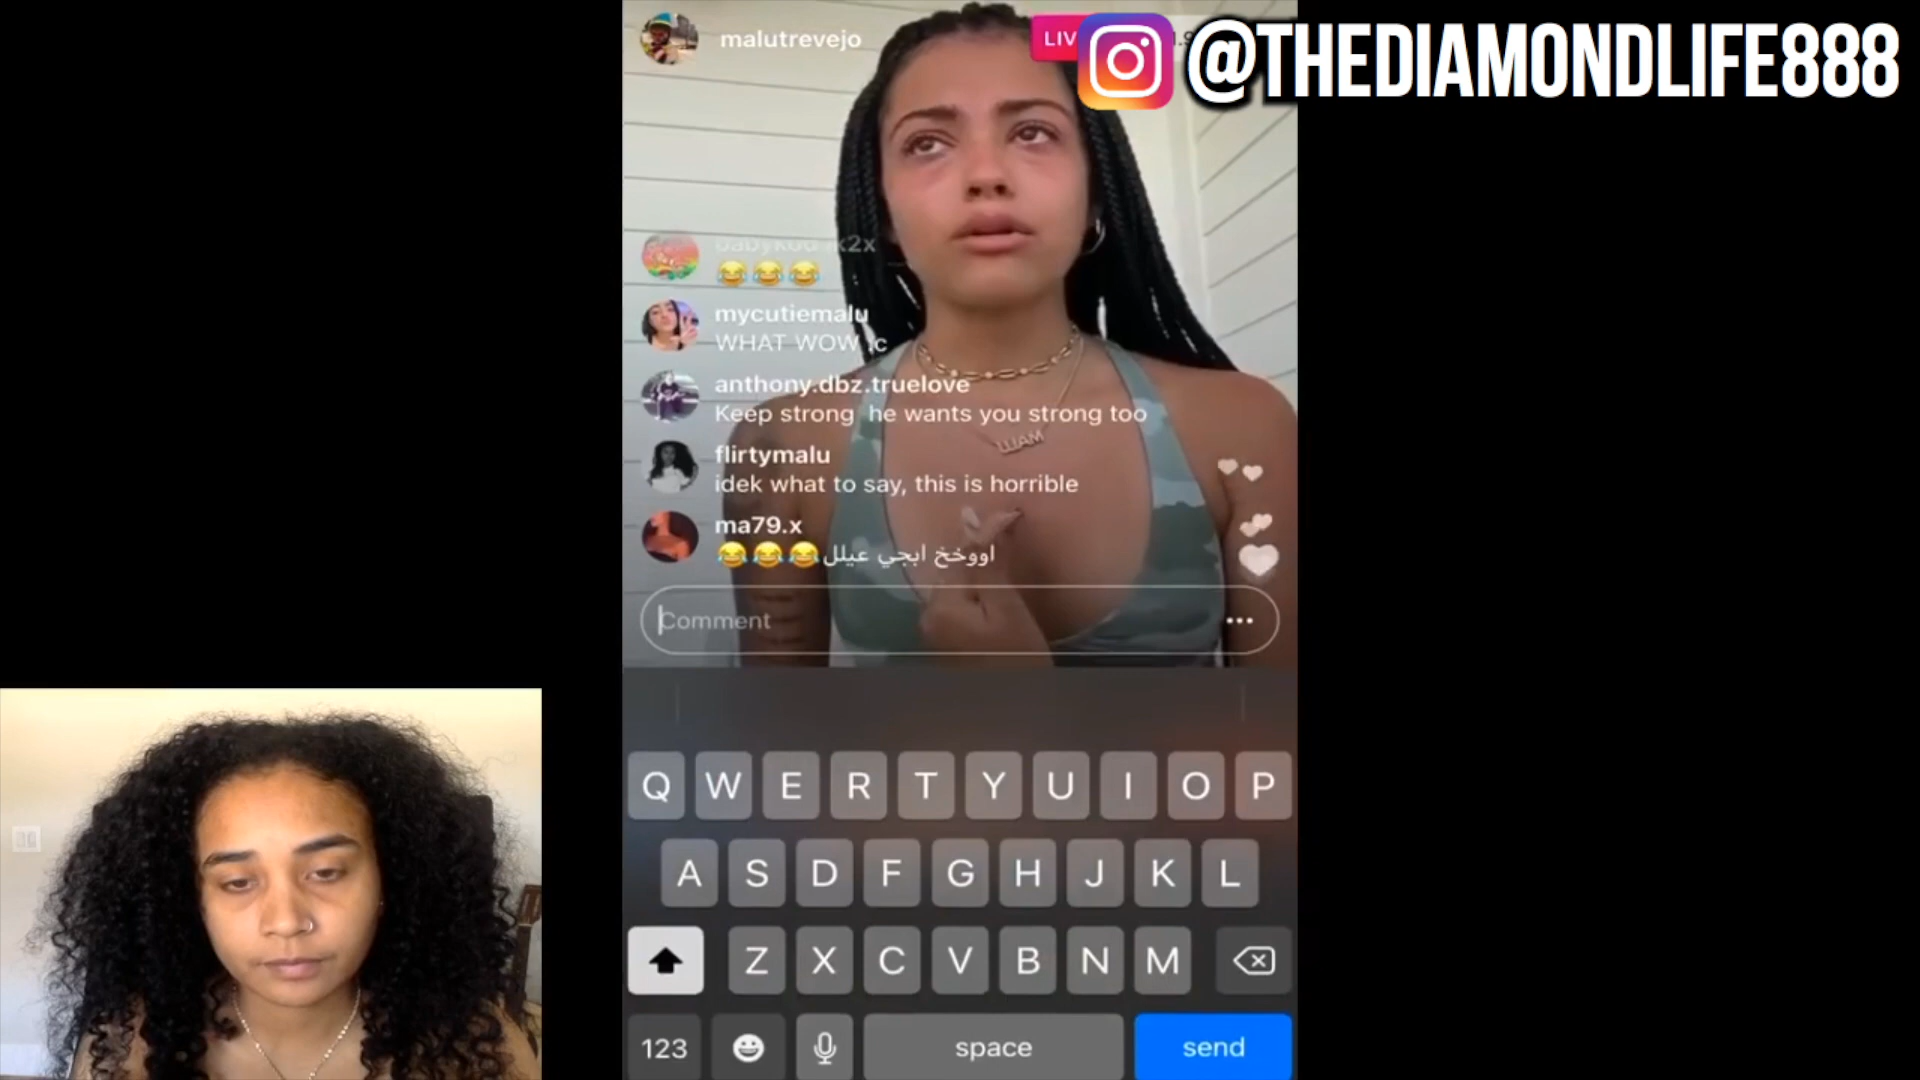 malutrevejo
LIV
@THEDIAMONDLIFE888
😂😂😂
mycutiemalu
WHAT WOW :c
anthony.dbz.truelove
Keep strong he wants you strong too
flirtymalu
idek what to say, this is horrible
ma79.x
اووخخ ابجي عيلل😂😂😂
Comment
Q W E R T Y U I O P
A S D F G H J K L
Z X C V B N M
123 space send